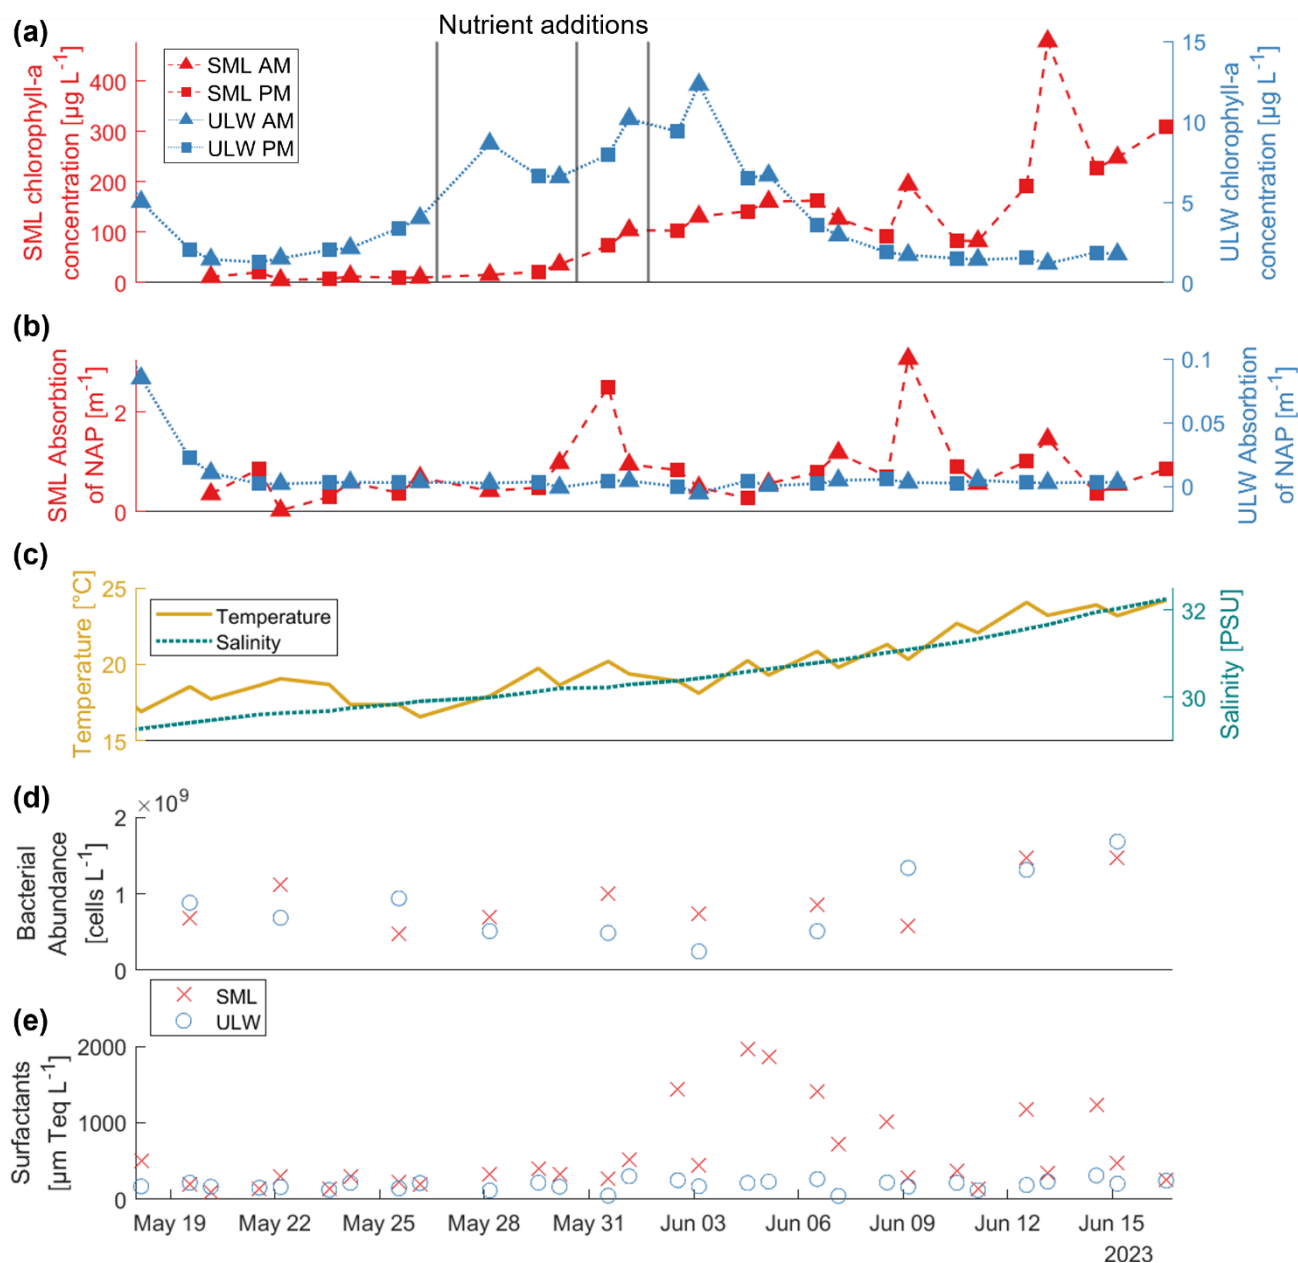 Nutrient additions
(a)
SML chlorophyll-a
concentration [µg L⁻¹]
400
300
200
100
0
SML AM
SML PM
ULW AM
ULW PM
15
10
5
0
ULW chlorophyll-a
concentration [µg L⁻¹]
(b)
SML Absorbtion
of NAP [m⁻¹]
2
0
0.1
0.05
0
ULW Absorbtion
of NAP [m⁻¹]
(c)
Temperature [°C]
25
20
15
Temperature
Salinity
32
30
Salinity [PSU]
(d)
×10⁹
Bacterial
Abundance
[cells L⁻¹]
2
1
0
SML
ULW
(e)
Surfactants
[µm Teq L⁻¹]
2000
1000
0
May 19 May 22 May 25 May 28 May 31 Jun 03 Jun 06 Jun 09 Jun 12 Jun 15
2023